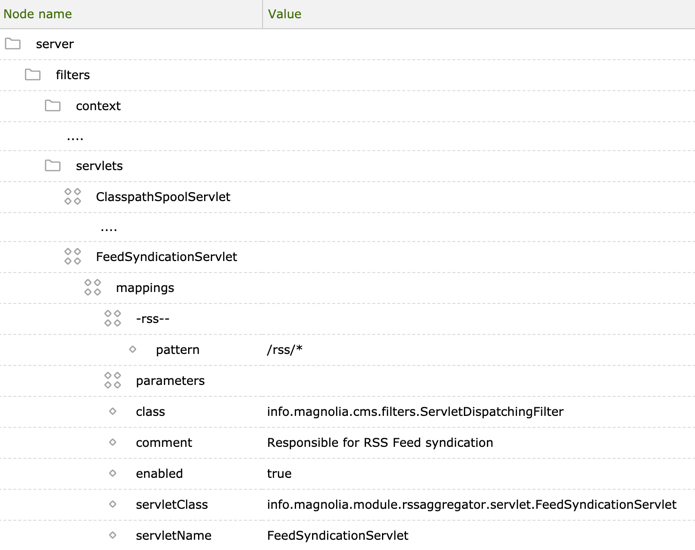 Node name Value
server
filters
context
....
servlets
ClasspathSpoolServlet
....
FeedSyndicationServlet
mappings
-rss--
pattern /rss/*
parameters
class info.magnolia.cms.filters.ServletDispatchingFilter
comment Responsible for RSS Feed syndication
enabled true
servletClass info.magnolia.module.rssaggregator.servlet.FeedSyndicationServlet
servletName FeedSyndicationServlet